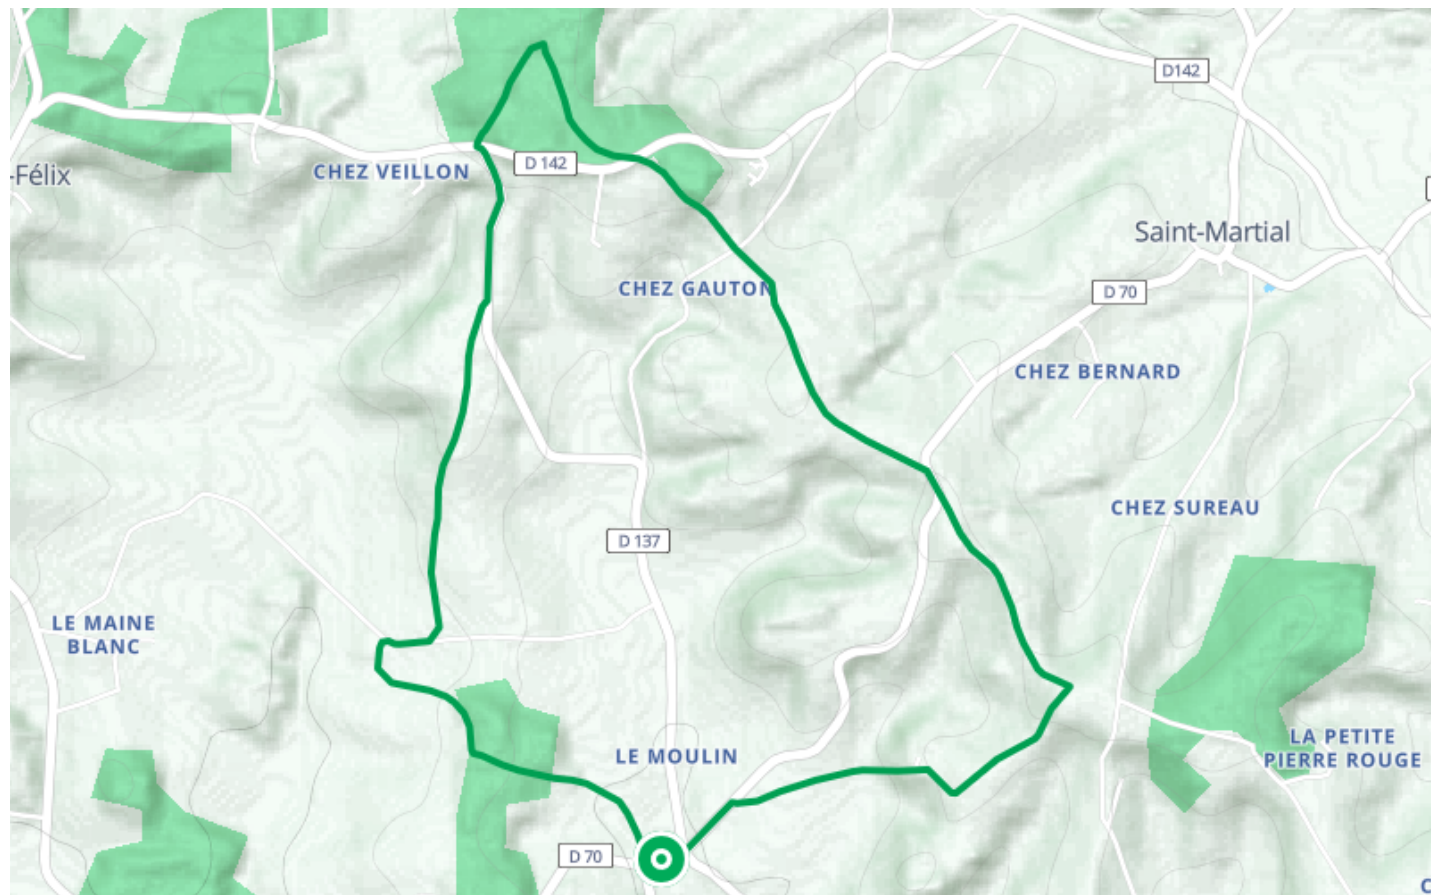 D142
CHEZ VEILLON
D 142
-Félix
Saint-Martial
CHEZ GAUTON
D 70
CHEZ BERNARD
CHEZ SUREAU
D 137
LE MAINE
BLANC
LA PETITE
PIERRE ROUGE
LE MOULIN
D 70
C